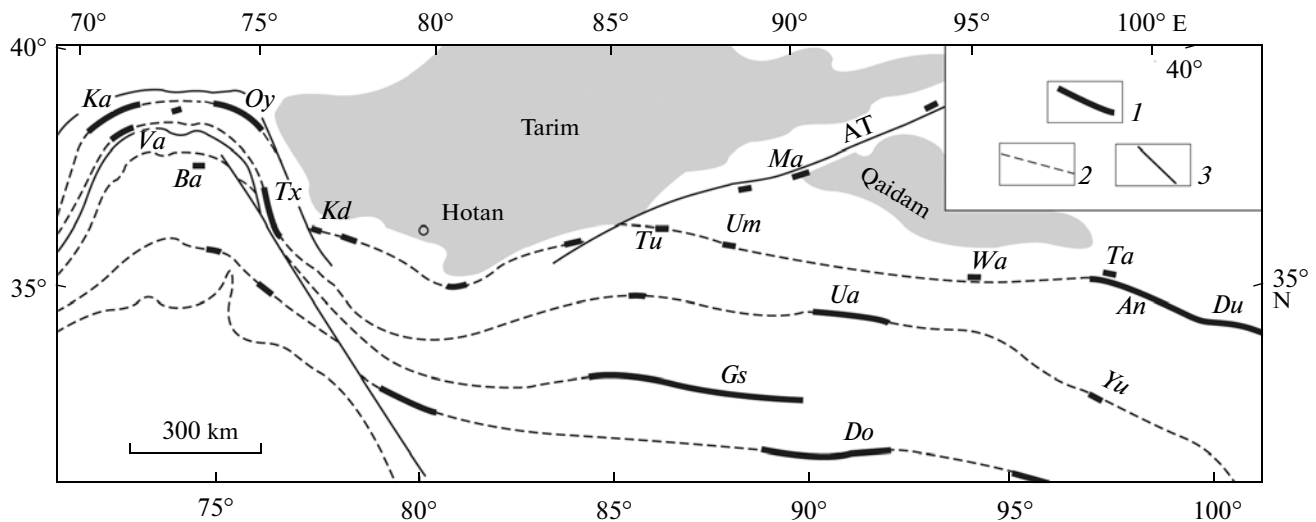 70° 75° 80° 85° 90° 95° 100° E
40°
40°
Ka
Oy
1
Va
Tarim
AT
Ma
2
3
Ba
Tx
Qaidam
Kd
Hotan
Tu
Um
Wa
Ta
35°
35°
N
Ua
An
Du
Gs
Yu
300 km
Do
75° 80° 85° 90° 95° 100°